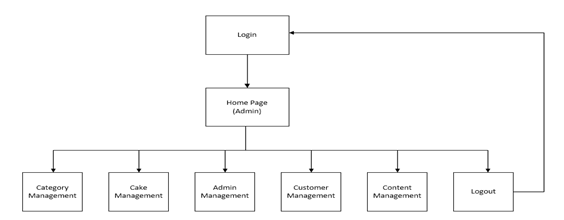 Login
Home Page
(Admin)
Category
Management
Cake
Management
Admin
Management
Customer
Management
Content
Management
Logout